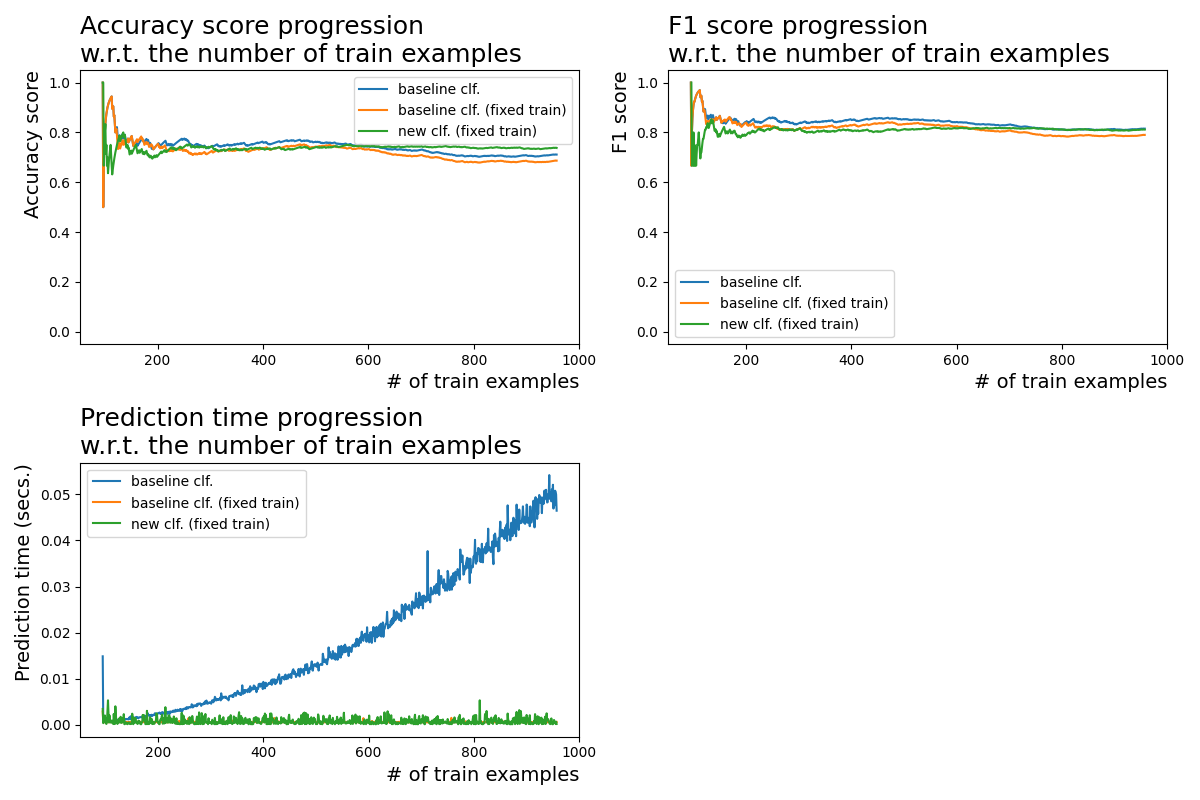 Accuracy score progression
w.r.t. the number of train examples
Accuracy score
1.0
0.8
0.6
0.4
0.2
0.0
baseline clf.
baseline clf. (fixed train)
new clf. (fixed train)
200
400
600
800
1000
# of train examples
F1 score progression
w.r.t. the number of train examples
F1 score
1.0
0.8
0.6
0.4
0.2
0.0
baseline clf.
baseline clf. (fixed train)
new clf. (fixed train)
200
400
600
800
1000
# of train examples
Prediction time progression
w.r.t. the number of train examples
Prediction time (secs.)
0.05
0.04
0.03
0.02
0.01
0.00
baseline clf.
baseline clf. (fixed train)
new clf. (fixed train)
200
400
600
800
1000
# of train examples